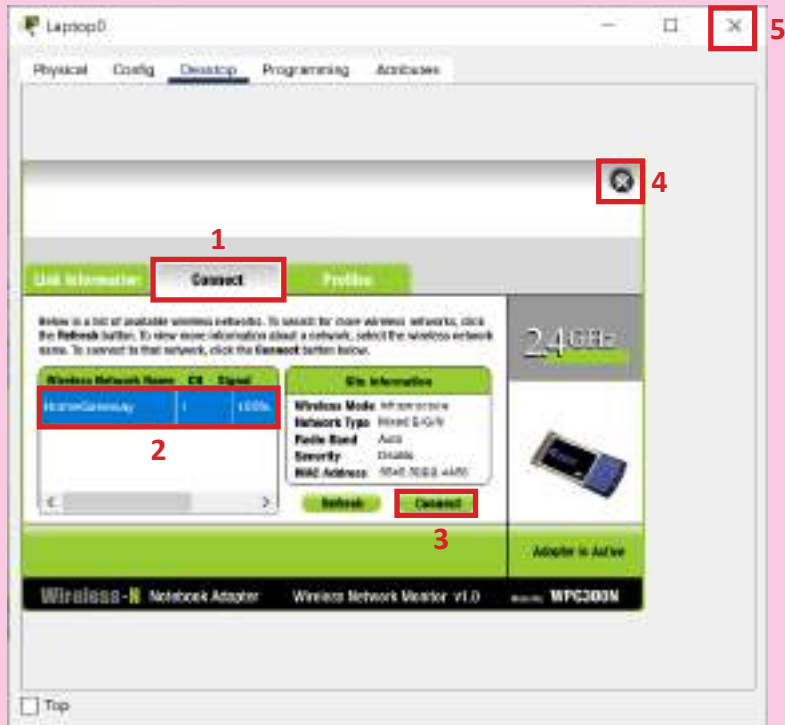 Laptop0
5
Physical Config Desktop Programming Attributes
4
1
Link Information Connect Profiles
Below is a list of available wireless networks. To search for more wireless networks, click
the Refresh button. To view more information about a network, select the wireless network
name. To connect to that network, click the Connect button below.
2.4GHz
Wireless Network Name CH Signal
Site Information
HomeGateway 1 100%
Wireless Mode Infrastructure
Network Type Mixed B/G/N
Radio Band Auto
Security Disable
MAC Address
2
Refresh Connect
3
Adapter is Active
Wireless-N Notebook Adapter Wireless Network Monitor v1.0 WPC300N
Top